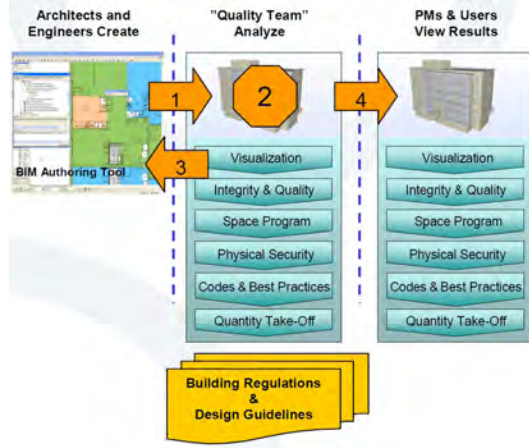 Architects and
Engineers Create
"Quality Team"
Analyze
PMs & Users
View Results
1
2
4
3
BIM Authoring Tool
Visualization
Integrity & Quality
Space Program
Physical Security
Codes & Best Practices
Quantity Take-Off
Visualization
Integrity & Quality
Space Program
Physical Security
Codes & Best Practices
Quantity Take-Off
Building Regulations
&
Design Guidelines